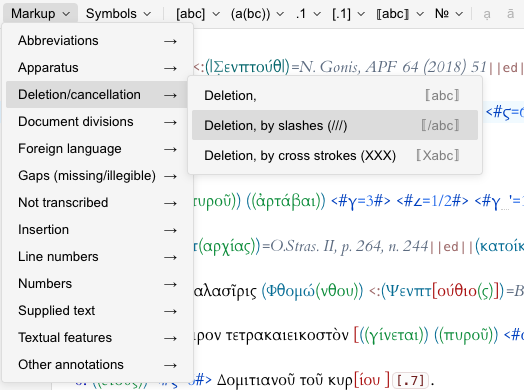 Markup Symbols [abc] (a(bc)) .1 [.1] ⟦abc⟧ № ạ ā
Abbreviations →
Apparatus → <:(|Σενπτούθ|)=N. Gonis, APF 64 (2018) 51||ed|
Deletion/cancellation →
Deletion, ⟦abc⟧
Document divisions →
Deletion, by slashes (///) ⟦/abc⟧ <#ς=
Foreign language →
Deletion, by cross strokes (XXX) ⟦Xabc⟧
Gaps (missing/illegible) →
Not transcribed → πυροῦ)) ((ἀρτάβαι)) <#γ=3#> <#∠=1/2#> <#γ
Insertion →
Line numbers → (αρχίας))=O.Stras. II, p. 264, n. 244||ed||(κατοίκ
Numbers →
αλασῖρις (Φθομώ(νθου)) <:(Ψενπτ[ούθιο(ς)])=B
Supplied text →
Textual features → ρον τετρακαιεικοστὸν [((γίνεται)) ((πυροῦ)) <#
Other annotations →
Δομιτιανοῦ τοῦ κυρ[ίου ] [.7] .